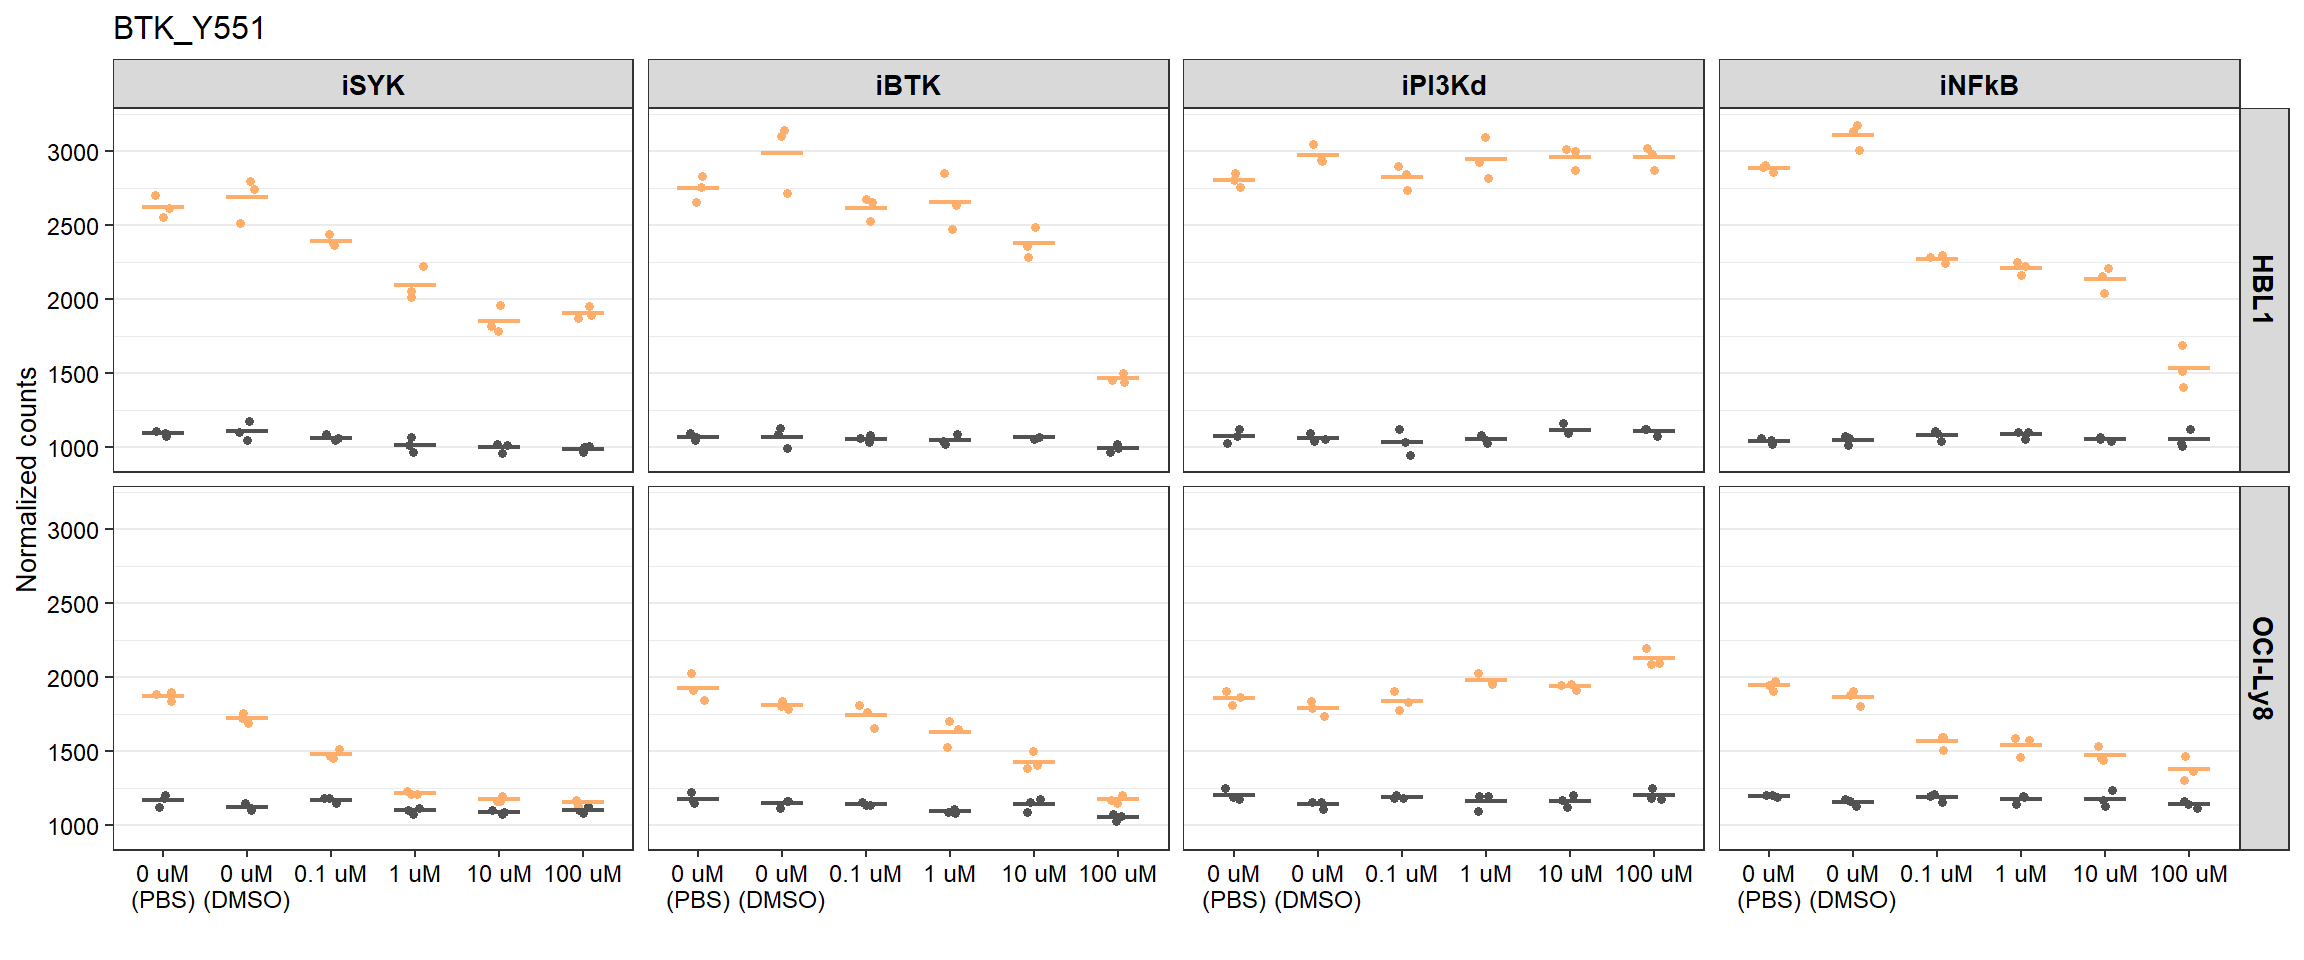 BTK_Y551
iSYK
iBTK
iPI3Kd
iNFkB
Normalized counts
3000
2500
2000
1500
1000
HBL1
3000
2500
2000
1500
1000
OCI-Ly8
0 uM 0 uM 0.1 uM 1 uM 10 uM 100 uM
(PBS) (DMSO)
0 uM 0 uM 0.1 uM 1 uM 10 uM 100 uM
(PBS) (DMSO)
0 uM 0 uM 0.1 uM 1 uM 10 uM 100 uM
(PBS) (DMSO)
0 uM 0 uM 0.1 uM 1 uM 10 uM 100 uM
(PBS) (DMSO)